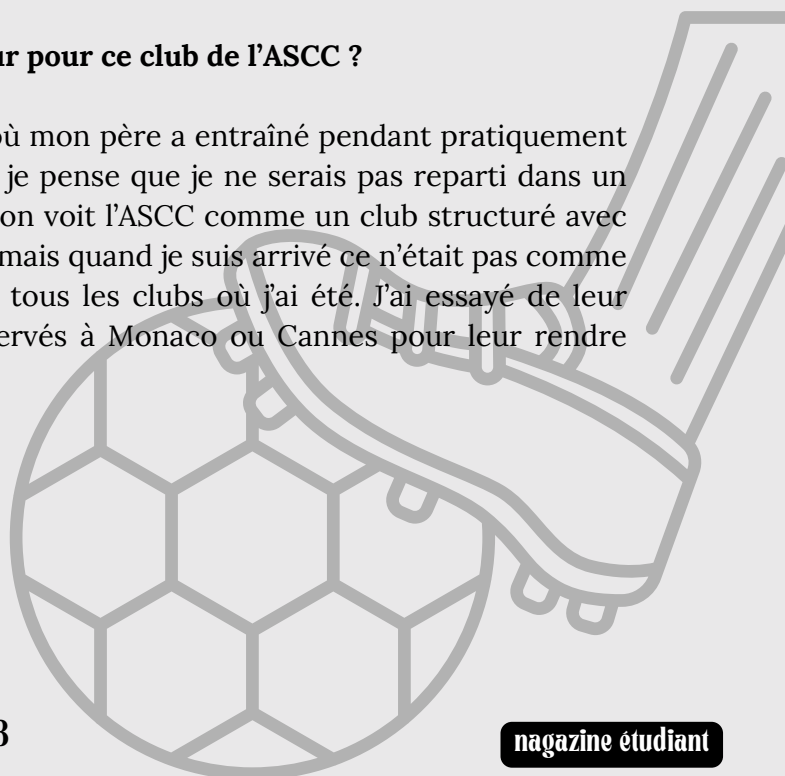 ur pour ce club de l’ASCC ?
où mon père a entraîné pendant pratiquement
je pense que je ne serais pas reparti dans un
on voit l’ASCC comme un club structuré avec
mais quand je suis arrivé ce n’était pas comme
tous les clubs où j’ai été. J’ai essayé de leur
ervés à Monaco ou Cannes pour leur rendre
3
nagazine étudiant